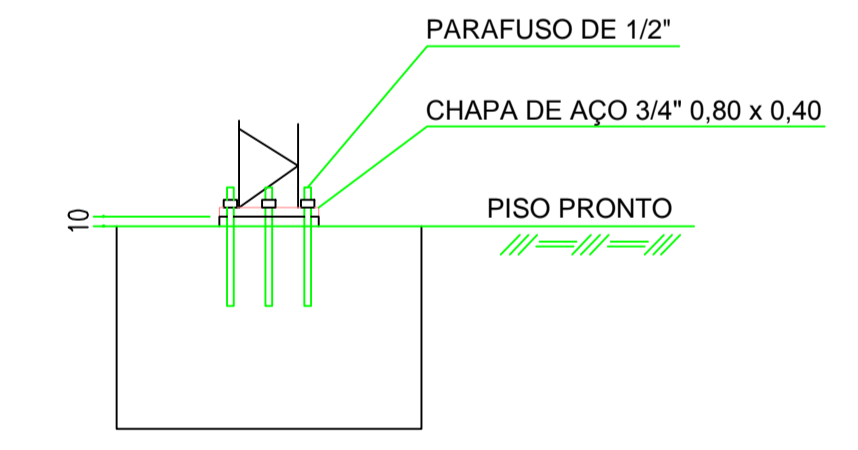 PARAFUSO DE 1/2"
CHAPA DE AÇO 3/4" 0,80 x 0,40
PISO PRONTO
10